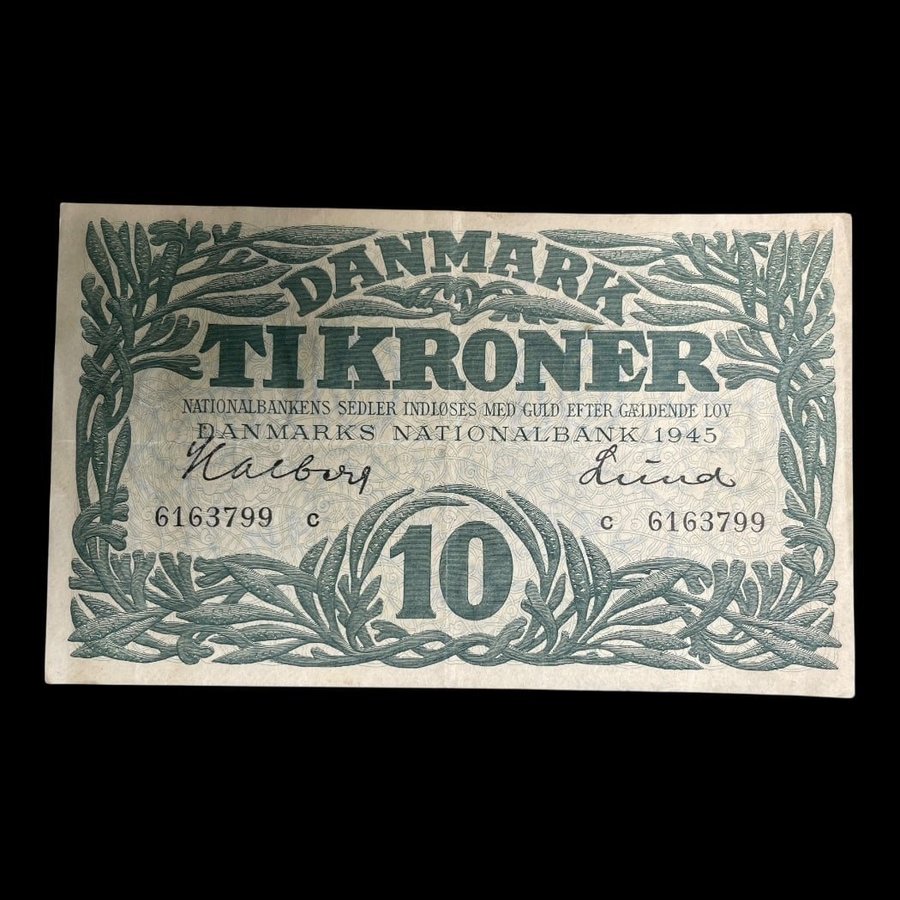 DANMARK
TI KRONER
NATIONALBANKENS SEDLER INDLØSES MED GULD EFTER GÆLDENDE LOV
DANMARKS NATIONALBANK 1945
Halberg Lund
6163799 c c 6163799
10